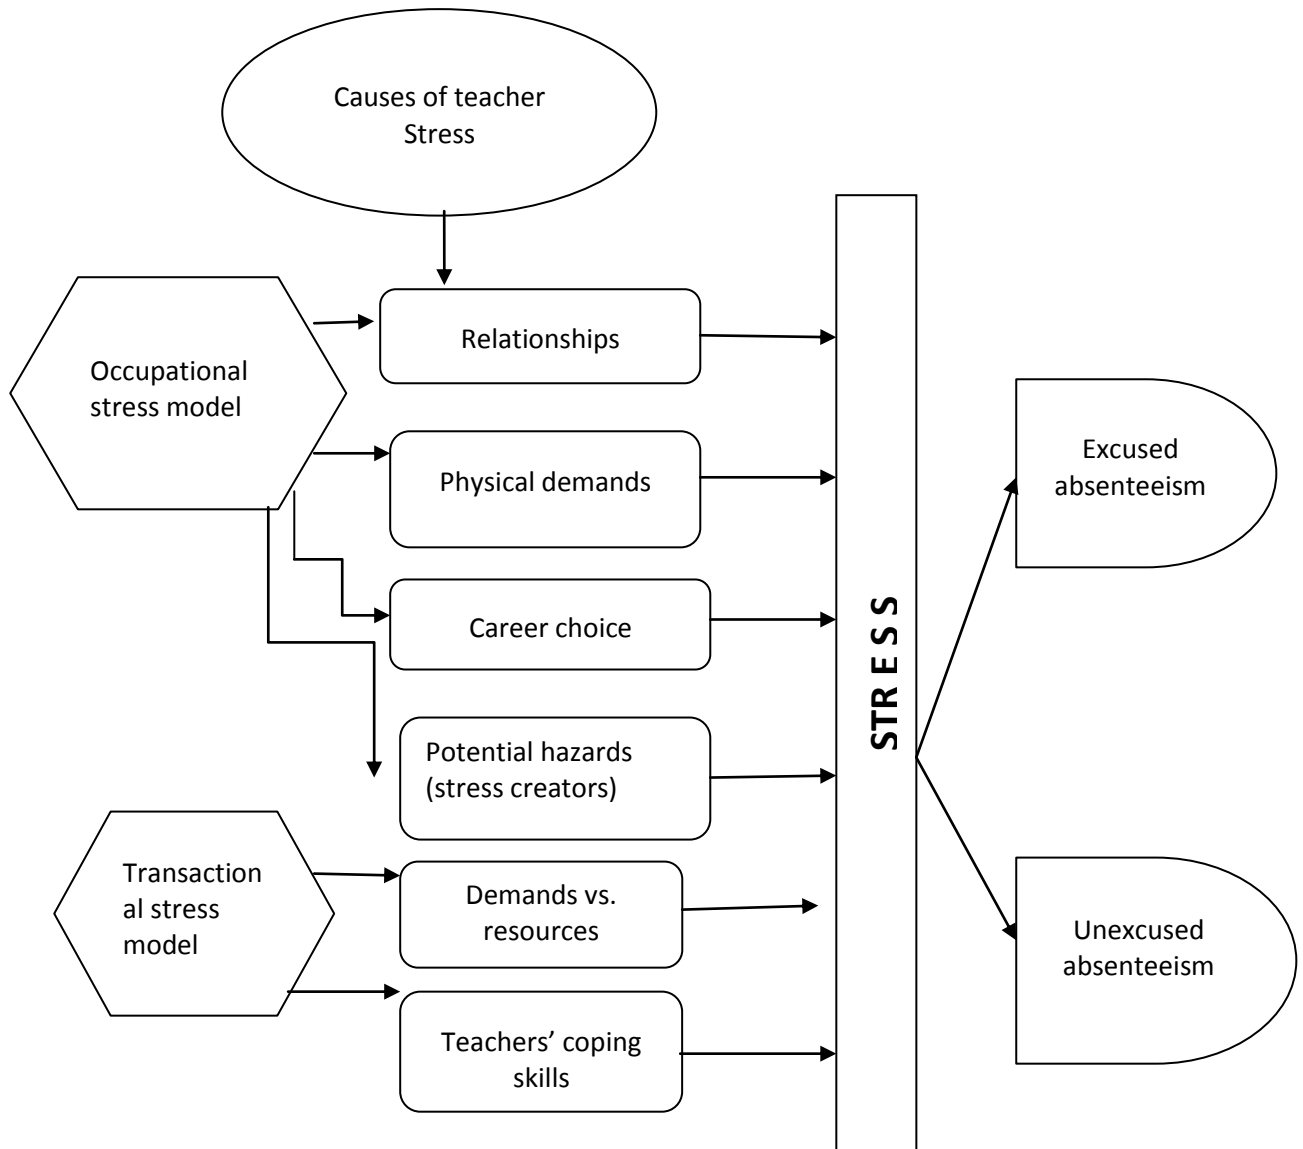 Causes of teacher
Stress
Relationships
Occupational
stress model
Physical demands
Excused
absenteeism
Career choice
STRESS
Potential hazards
(stress creators)
Transaction
al stress
model
Demands vs.
resources
Unexcused
absenteeism
Teachers’ coping
skills